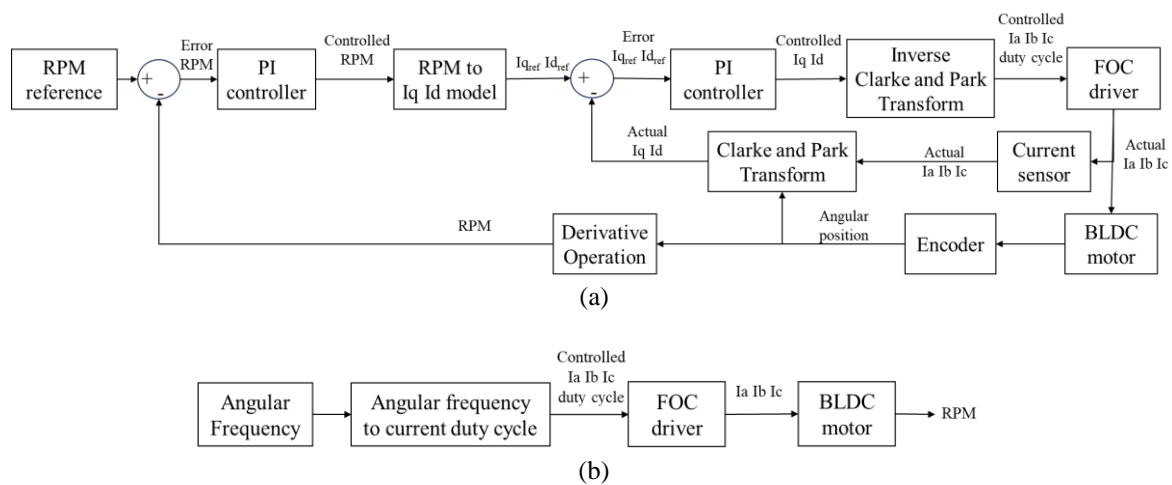 RPM
reference
+
-
Error
RPM
PI
controller
Controlled
RPM
RPM to
Iq Id model
Iqref Idref
+
-
Error
Iqref Idref
PI
controller
Controlled
Iq Id
Inverse
Clarke and Park
Transform
Controlled
Ia Ib Ic
duty cycle
FOC
driver
Actual
Iq Id
Clarke and Park
Transform
Actual
Ia Ib Ic
Current
sensor
Actual
Ia Ib Ic
RPM
Derivative
Operation
Angular
position
Encoder
BLDC
motor
(a)
Angular
Frequency
Angular frequency
to current duty cycle
Controlled
Ia Ib Ic
duty cycle
FOC
driver
Ia Ib Ic
BLDC
motor
RPM
(b)